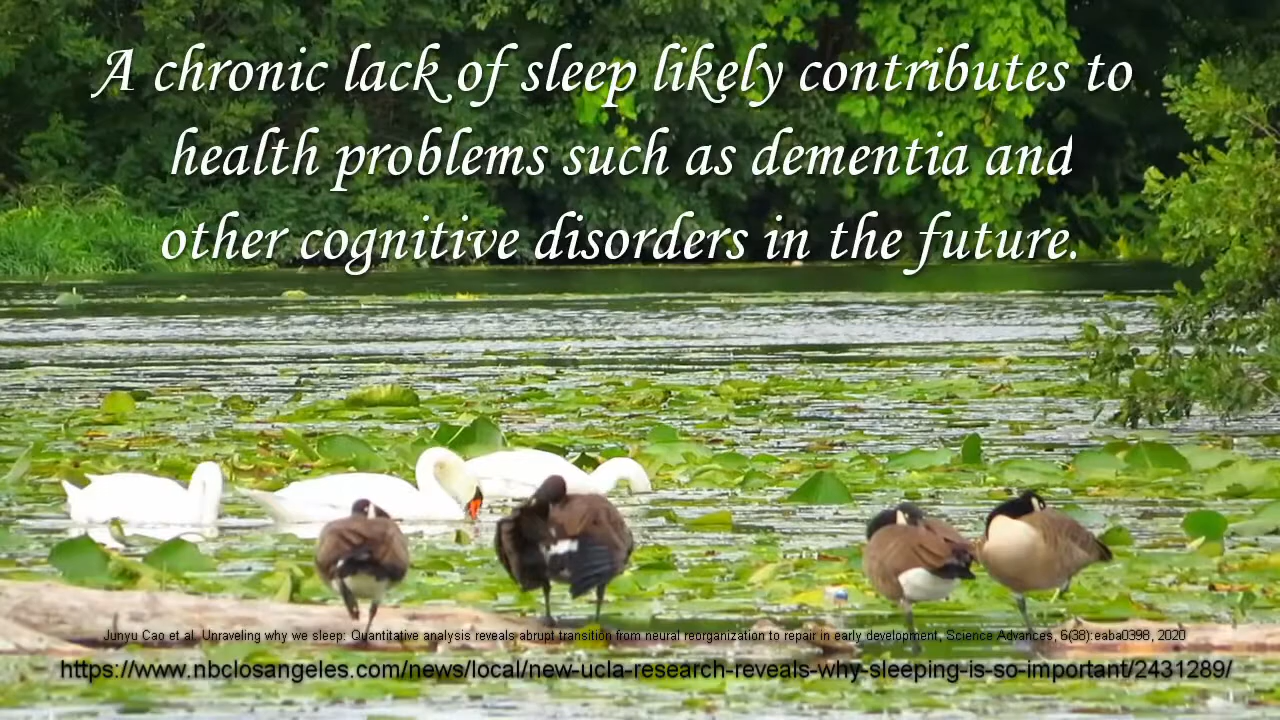 A chronic lack of sleep likely contributes to
health problems such as dementia and
other cognitive disorders in the future.
Junyu Cao et al. Unraveling why we sleep: Quantitative analysis reveals abrupt transition from neural reorganization to repair in early development, Science Advances, 6(38):eaba0398, 2020
https://www.nbclosangeles.com/news/local/new-ucla-research-reveals-why-sleeping-is-so-important/2431289/